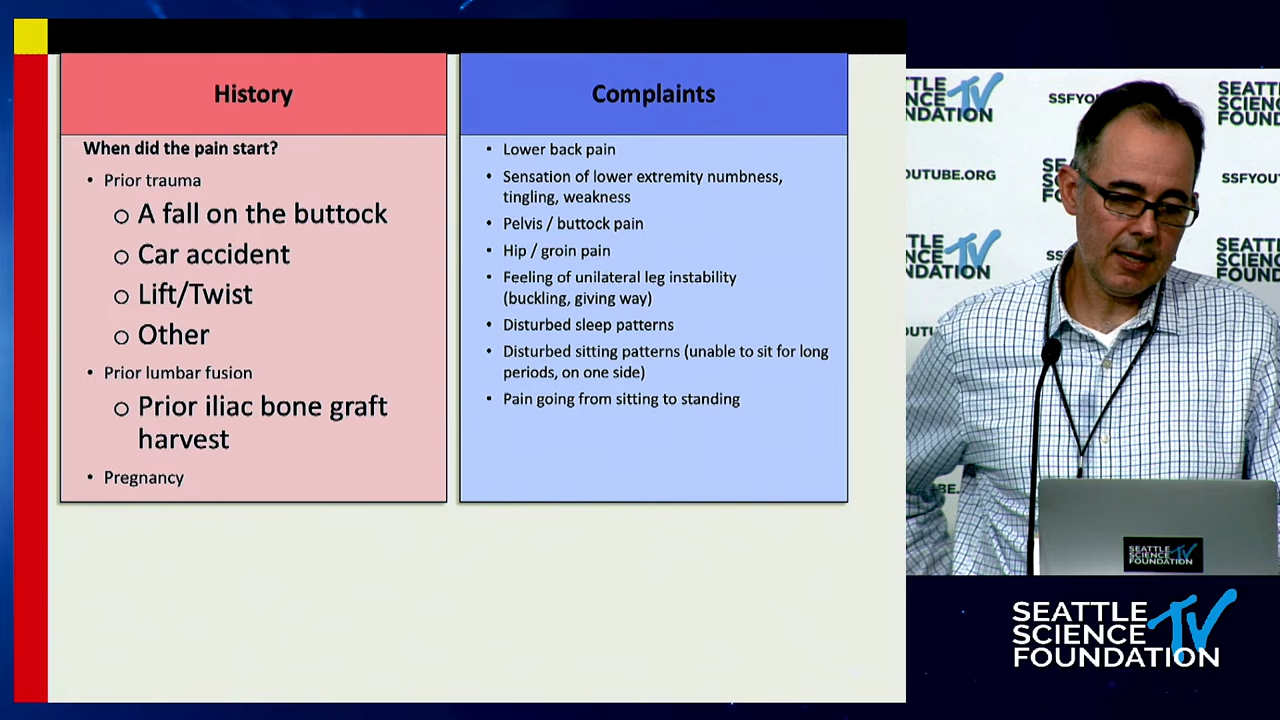 History
When did the pain start?
• Prior trauma
o A fall on the buttock
o Car accident
o Lift/Twist
o Other
• Prior lumbar fusion
o Prior iliac bone graft
harvest
• Pregnancy
Complaints
• Lower back pain
• Sensation of lower extremity numbness,
tingling, weakness
• Pelvis / buttock pain
• Hip / groin pain
• Feeling of unilateral leg instability
(buckling, giving way)
• Disturbed sleep patterns
• Disturbed sitting patterns (unable to sit for long
periods, on one side)
• Pain going from sitting to standing
SSFYOU
SEATTLE
SCIENCE TV
FOUNDATION
SEATTLE
SCIENCE TV
FOUNDATION